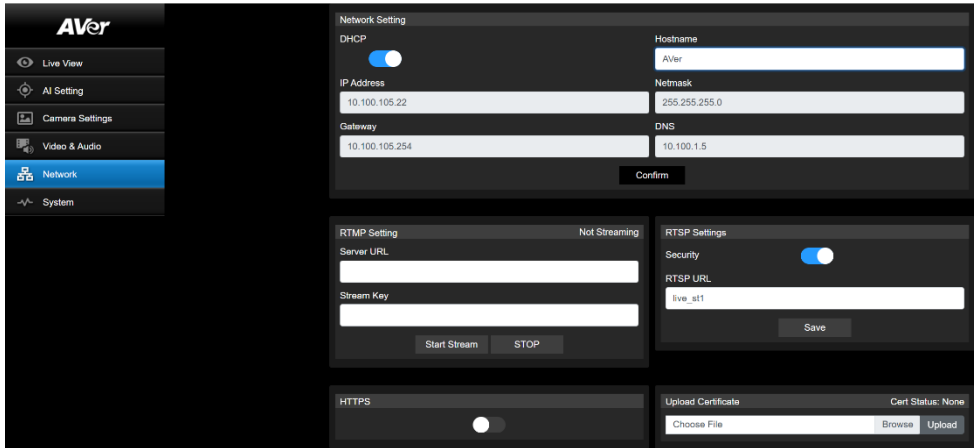 AVer
Live View
AI Setting
Camera Settings
Video & Audio
Network
System
Network Setting
DHCP
Hostname
AVer
IP Address
Netmask
10.100.105.22
255.255.255.0
Gateway
DNS
10.100.105.254
10.100.1.5
Confirm
RTMP Setting
Not Streaming
Server URL
Stream Key
Start Stream
STOP
RTSP Settings
Security
RTSP URL
live_st1
Save
HTTPS
Upload Certificate
Cert Status: None
Choose File
Browse
Upload